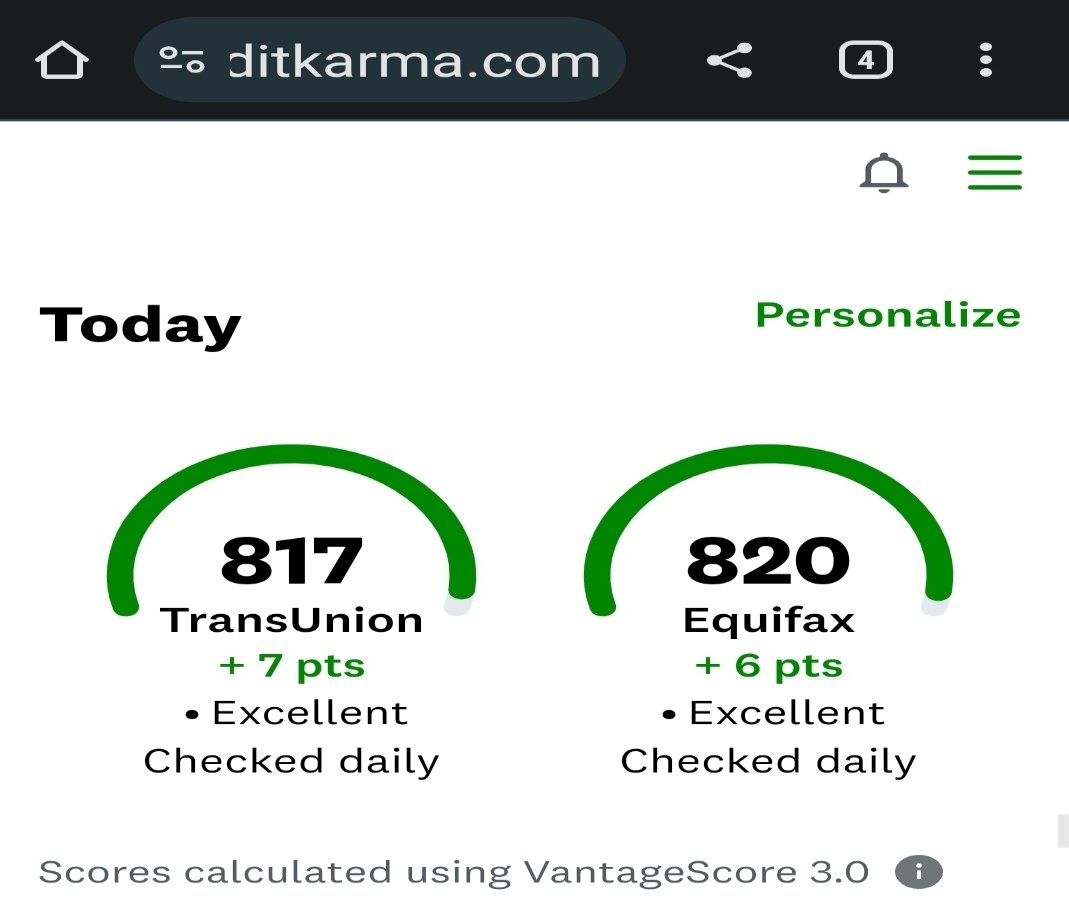 ditkarma.com
4
Today
Personalize
817
TransUnion
+ 7 pts
• Excellent
Checked daily
820
Equifax
+ 6 pts
• Excellent
Checked daily
Scores calculated using VantageScore 3.0 i